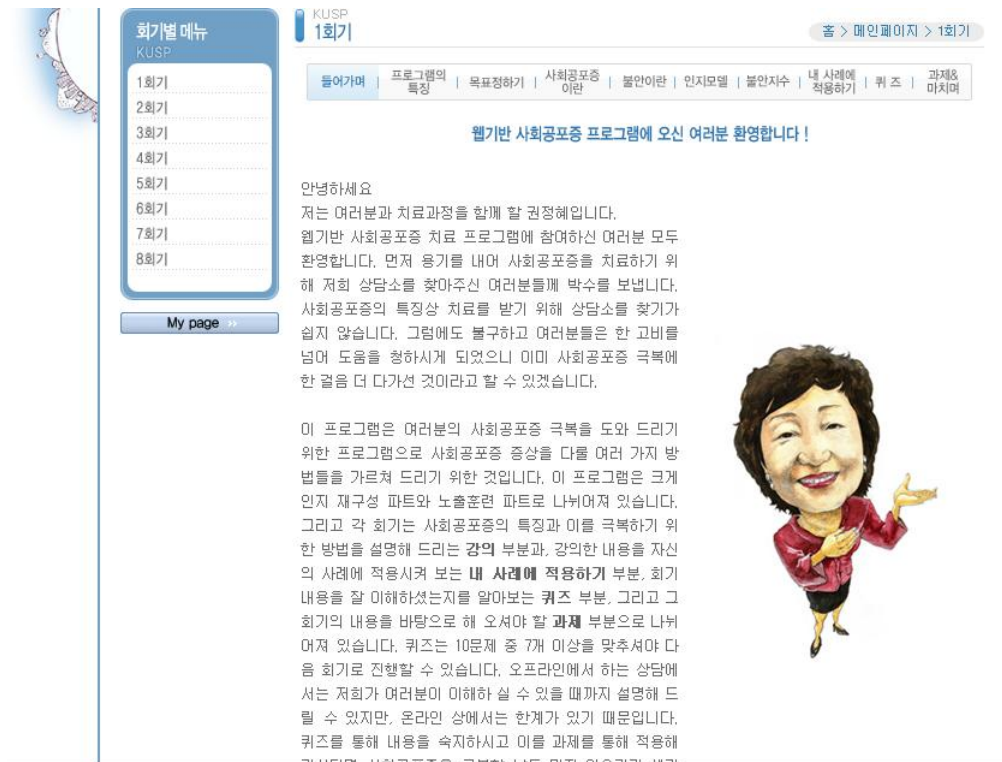 회기별 메뉴
KUSP
1회기
2회기
3회기
4회기
5회기
6회기
7회기
8회기
My page
KUSP
1회기
홈 > 메인페이지 > 1회기
들어가며 | 프로그램의 특징 | 목표정하기 | 사회공포증이란 | 불안이란 | 인지모델 | 불안지수 | 내 사례에 적용하기 | 퀴 즈 | 과제& 마치며
웹기반 사회공포증 프로그램에 오신 여러분 환영합니다 !
안녕하세요
저는 여러분과 치료과정을 함께 할 권정혜입니다.
웹기반 사회공포증 치료 프로그램에 참여하신 여러분 모두
환영합니다. 먼저 용기를 내어 사회공포증을 치료하기 위
해 저희 상담소를 찾아주신 여러분들께 박수를 보냅니다.
사회공포증의 특징상 치료를 받기 위해 상담소를 찾기가
쉽지 않습니다. 그럼에도 불구하고 여러분들은 한 고비를
넘어 도움을 청하시게 되었으니 이미 사회공포증 극복에
한 걸음 더 다가선 것이라고 할 수 있겠습니다.
이 프로그램은 여러분의 사회공포증 극복을 도와 드리기
위한 프로그램으로 사회공포증 증상을 다룰 여러 가지 방
법들을 가르쳐 드리기 위한 것입니다. 이 프로그램은 크게
인지 재구성 파트와 노출훈련 파트로 나뉘어져 있습니다.
그리고 각 회기는 사회공포증의 특징과 이를 극복하기 위
한 방법을 설명해 드리는 강의 부분과, 강의한 내용을 자신
의 사례에 적용시켜 보는 내 사례에 적용하기 부분, 회기
내용을 잘 이해하셨는지를 알아보는 퀴즈 부분, 그리고 그
회기의 내용을 바탕으로 해 오셔야 할 과제 부분으로 나뉘
어져 있습니다. 퀴즈는 10문제 중 7개 이상을 맞추셔야 다
음 회기로 진행할 수 있습니다. 오프라인에서 하는 상담에
서는 저희가 여러분이 이해하 실 수 있을 때까지 설명해 드
릴 수 있지만, 온라인 상에서는 한계가 있기 때문입니다.
퀴즈를 통해 내용을 숙지하시고 이를 과제를 통해 적용해